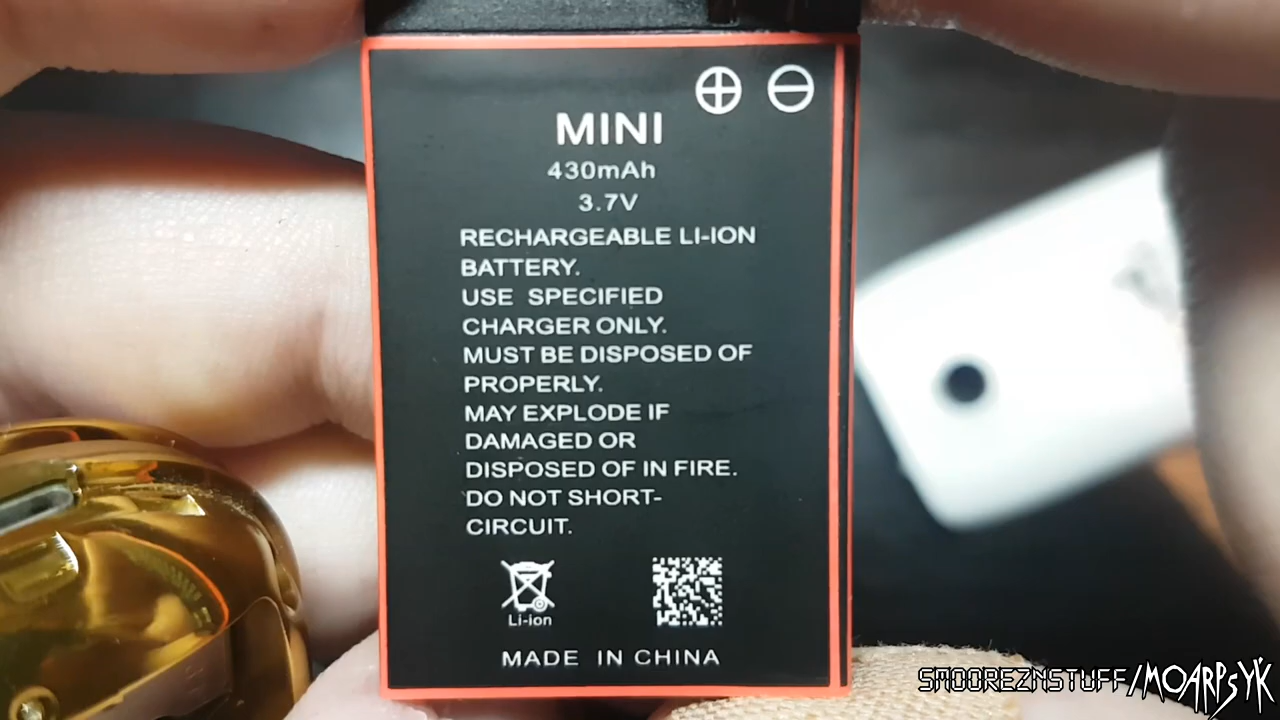 MINI
430mAh
3.7V
RECHARGEABLE LI-ION
BATTERY.
USE SPECIFIED
CHARGER ONLY.
MUST BE DISPOSED OF
PROPERLY.
MAY EXPLODE IF
DAMAGED OR
DISPOSED OF IN FIRE.
DO NOT SHORT-
CIRCUIT.
Li-ion
MADE IN CHINA
SMOOREZNSTUFF/MOARPSYK